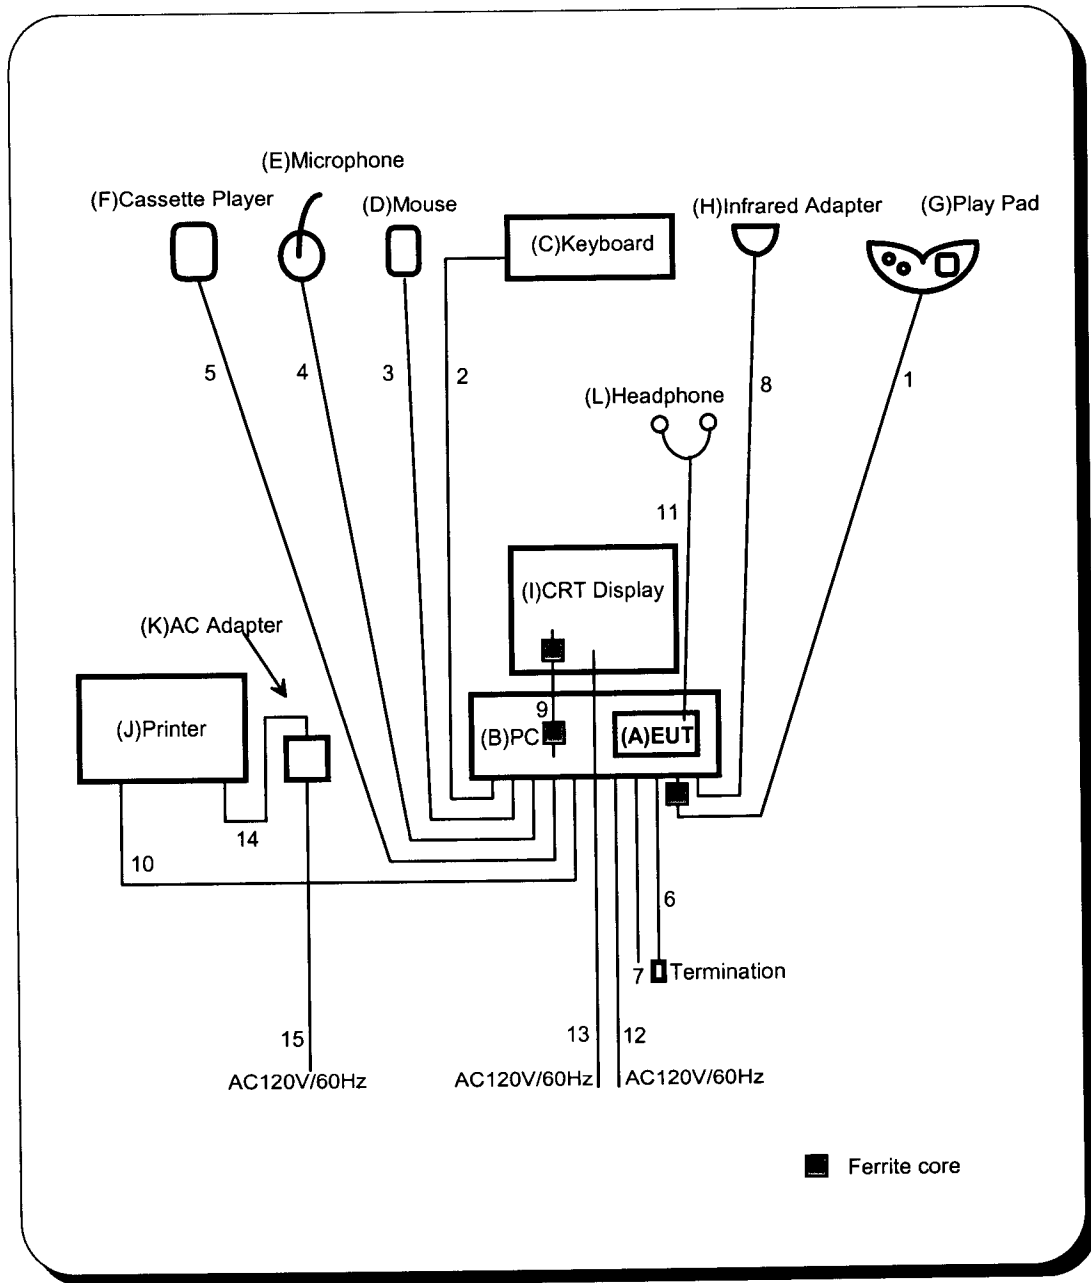 (E)Microphone
(F)Cassette Player
(D)Mouse
(H)Infrared Adapter
(G)Play Pad
(C)Keyboard
5
4
3
2
8
1
(L)Headphone
11
(I)CRT Display
(K)AC Adapter
(J)Printer
9
(B)PC
(A)EUT
14
10
6
7
Termination
15
13
12
AC120V/60Hz
AC120V/60Hz
AC120V/60Hz
Ferrite core